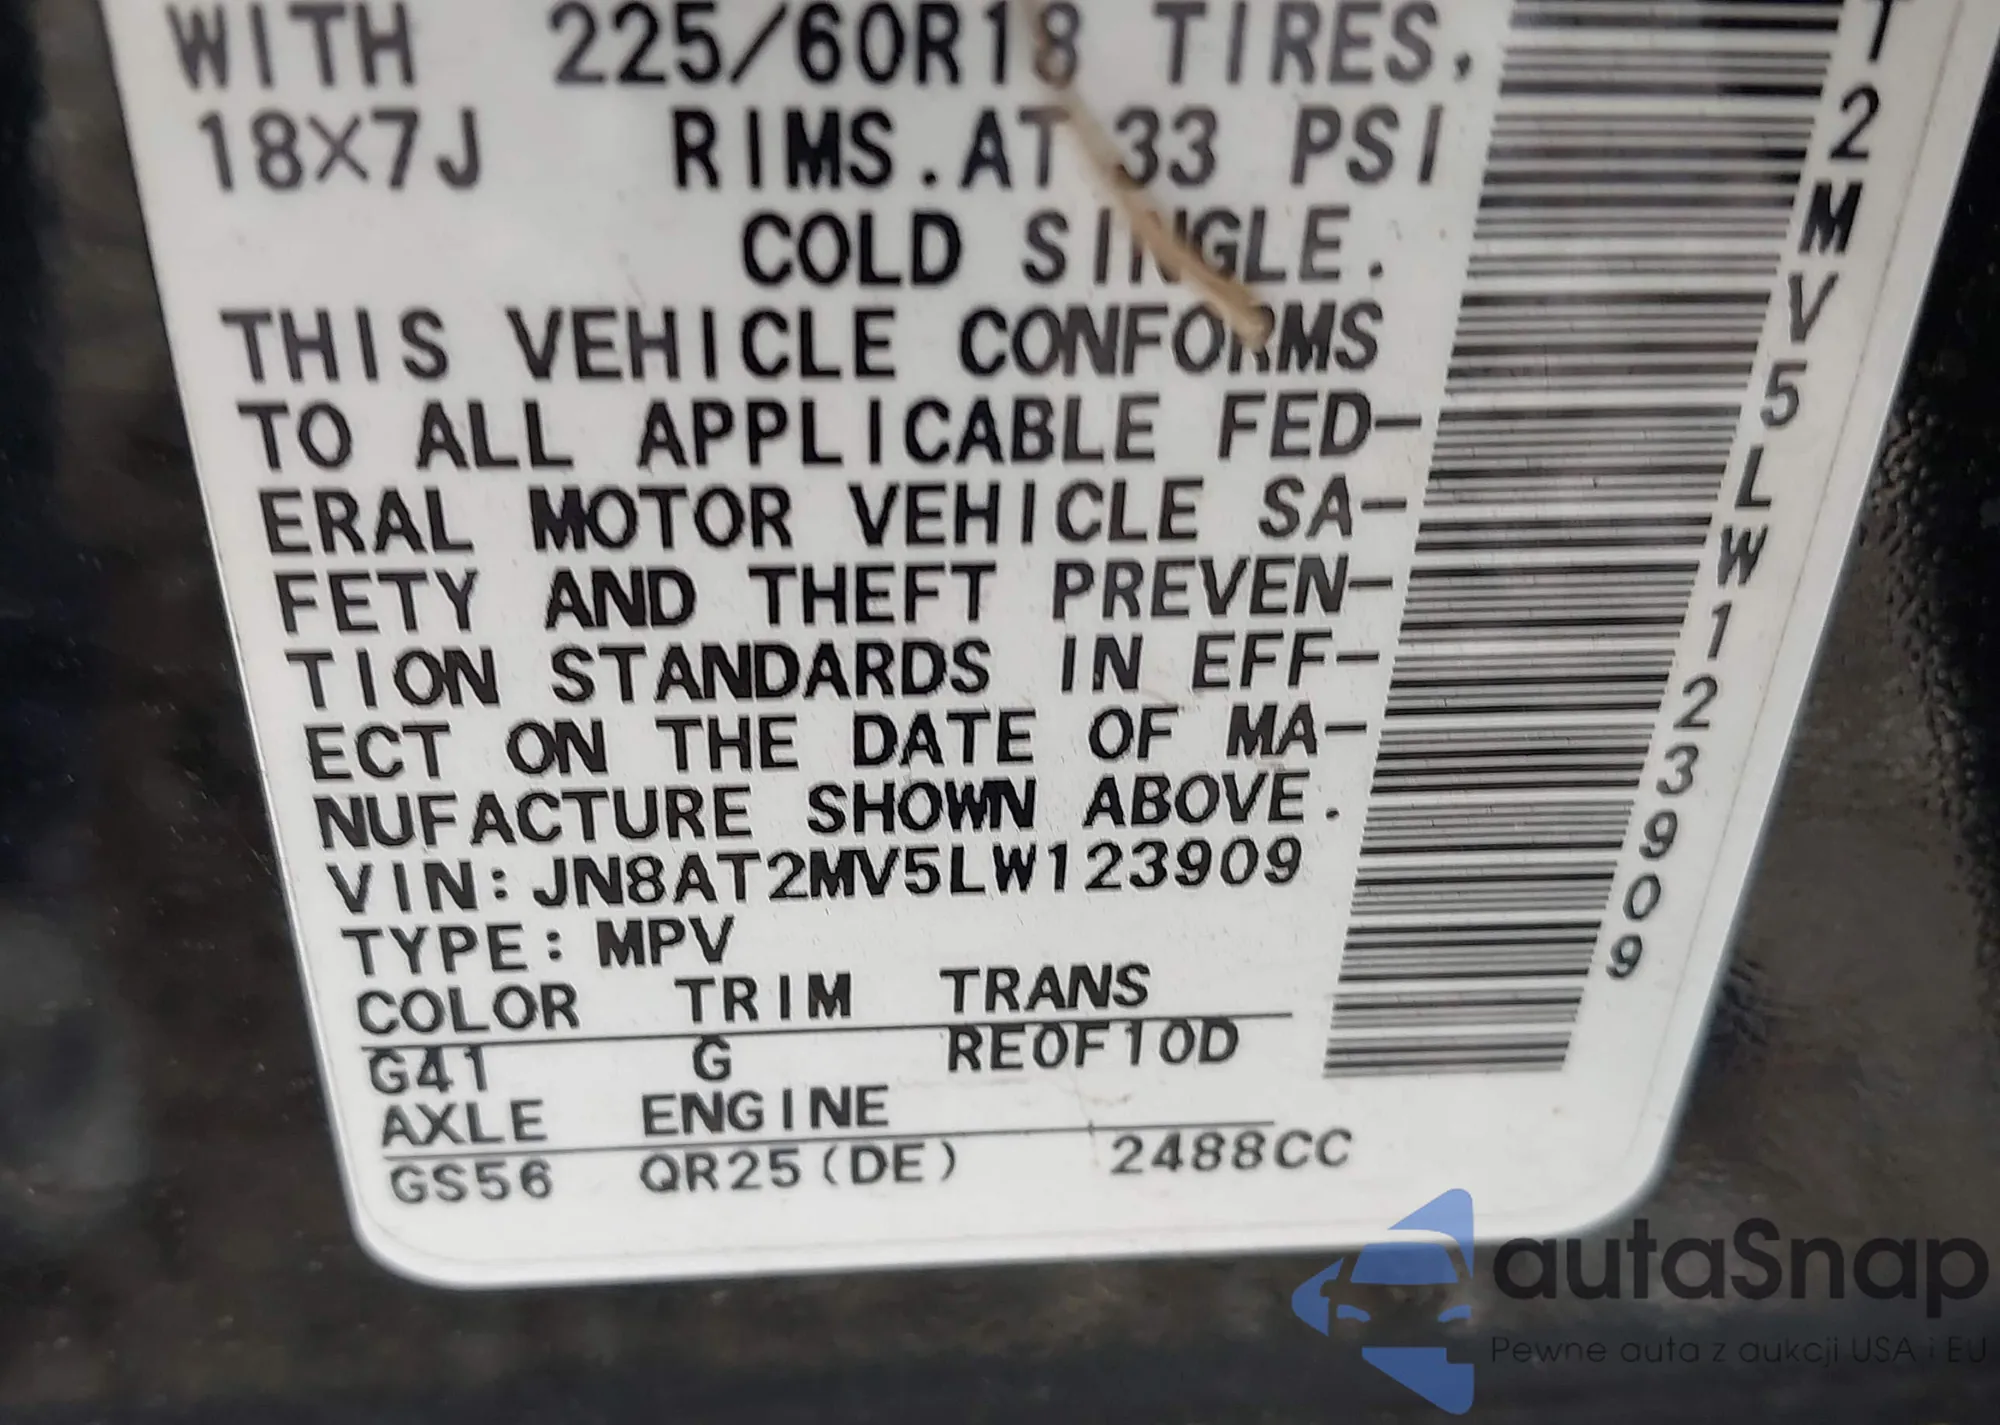 WITH 225/60R18 TIRES,
18X7J RIMS.AT 33 PSI
COLD SINGLE.
THIS VEHICLE CONFORMS
TO ALL APPLICABLE FED-
ERAL MOTOR VEHICLE SA-
FETY AND THEFT PREVEN-
TION STANDARDS IN EFF-
ECT ON THE DATE OF MA-
NUFACTURE SHOWN ABOVE.
VIN:JN8AT2MV5LW123909
TYPE:MPV
COLOR TRIM TRANS
G41 G RE0F10D
AXLE ENGINE
GS56 QR25(DE) 2488CC
T2MV5LW123909
autaSnap
Pewne auta z aukcji USA i EU